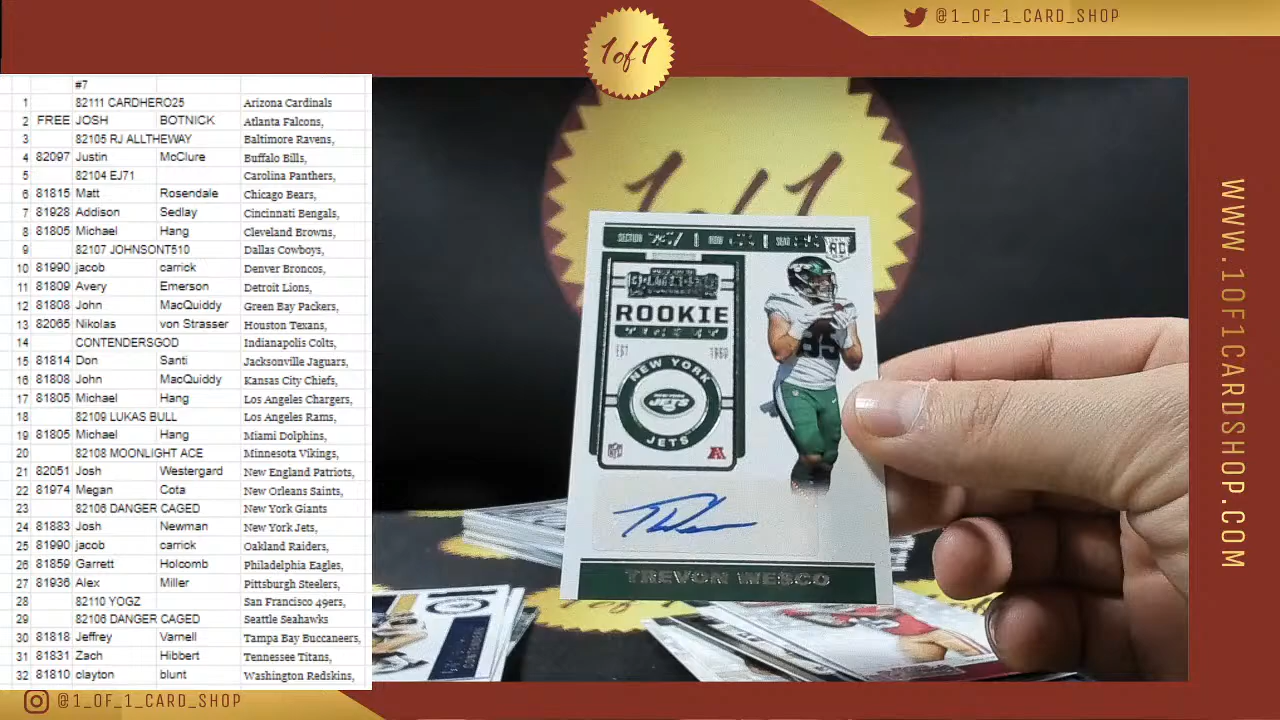 @1_OF_1_CARD_SHOP
1of1
#7
1 82111 CARDHERO25 Arizona Cardinals
2 FREE JOSH BOTNICK Atlanta Falcons,
3 82105 RJ ALLTHEWAY Baltimore Ravens,
4 82097 Justin McClure Buffalo Bills,
5 82104 EJ71 Carolina Panthers,
6 81815 Matt Rosendale Chicago Bears,
7 81928 Addison Sedlay Cincinnati Bengals,
8 81805 Michael Hang Cleveland Browns,
9 82107 JOHNSONT510 Dallas Cowboys,
10 81990 jacob carrick Denver Broncos,
11 81809 Avery Emerson Detroit Lions,
12 81808 John MacQuiddy Green Bay Packers,
13 82065 Nikolas von Strasser Houston Texans,
14 CONTENDERSGOD Indianapolis Colts,
15 81814 Don Santi Jacksonville Jaguars,
16 81808 John MacQuiddy Kansas City Chiefs,
17 81805 Michael Hang Los Angeles Chargers,
18 82109 LUKAS BULL Los Angeles Rams,
19 81805 Michael Hang Miami Dolphins,
20 82108 MOONLIGHT ACE Minnesota Vikings,
21 82051 Josh Westergard New England Patriots,
22 81974 Megan Cota New Orleans Saints,
23 82106 DANGER CAGED New York Giants
24 81883 Josh Newman New York Jets,
25 81990 jacob carrick Oakland Raiders,
26 81859 Garrett Holcomb Philadelphia Eagles,
27 81936 Alex Miller Pittsburgh Steelers,
28 82110 YOGZ San Francisco 49ers,
29 82106 DANGER CAGED Seattle Seahawks
30 81818 Jeffrey Varnell Tampa Bay Buccaneers,
31 81831 Zach Hibbert Tennessee Titans,
32 81810 clayton blunt Washington Redskins,
1/1
SECTION
RC
ROOKIE
TICKET
EST 1960
NEW YORK
JETS
JETS
NFL
A
85
TREVON WESCO
WWW.1OF1CARDSHOP.COM
@1_OF_1_CARD_SHOP